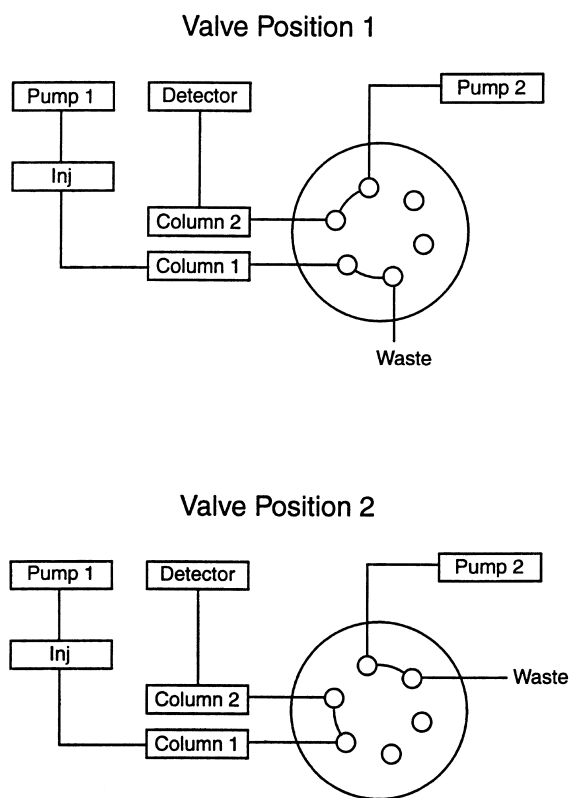 Valve Position 1
Pump 1
Detector
Pump 2
Inj
Column 2
Column 1
Waste
Valve Position 2
Pump 1
Detector
Pump 2
Inj
Waste
Column 2
Column 1